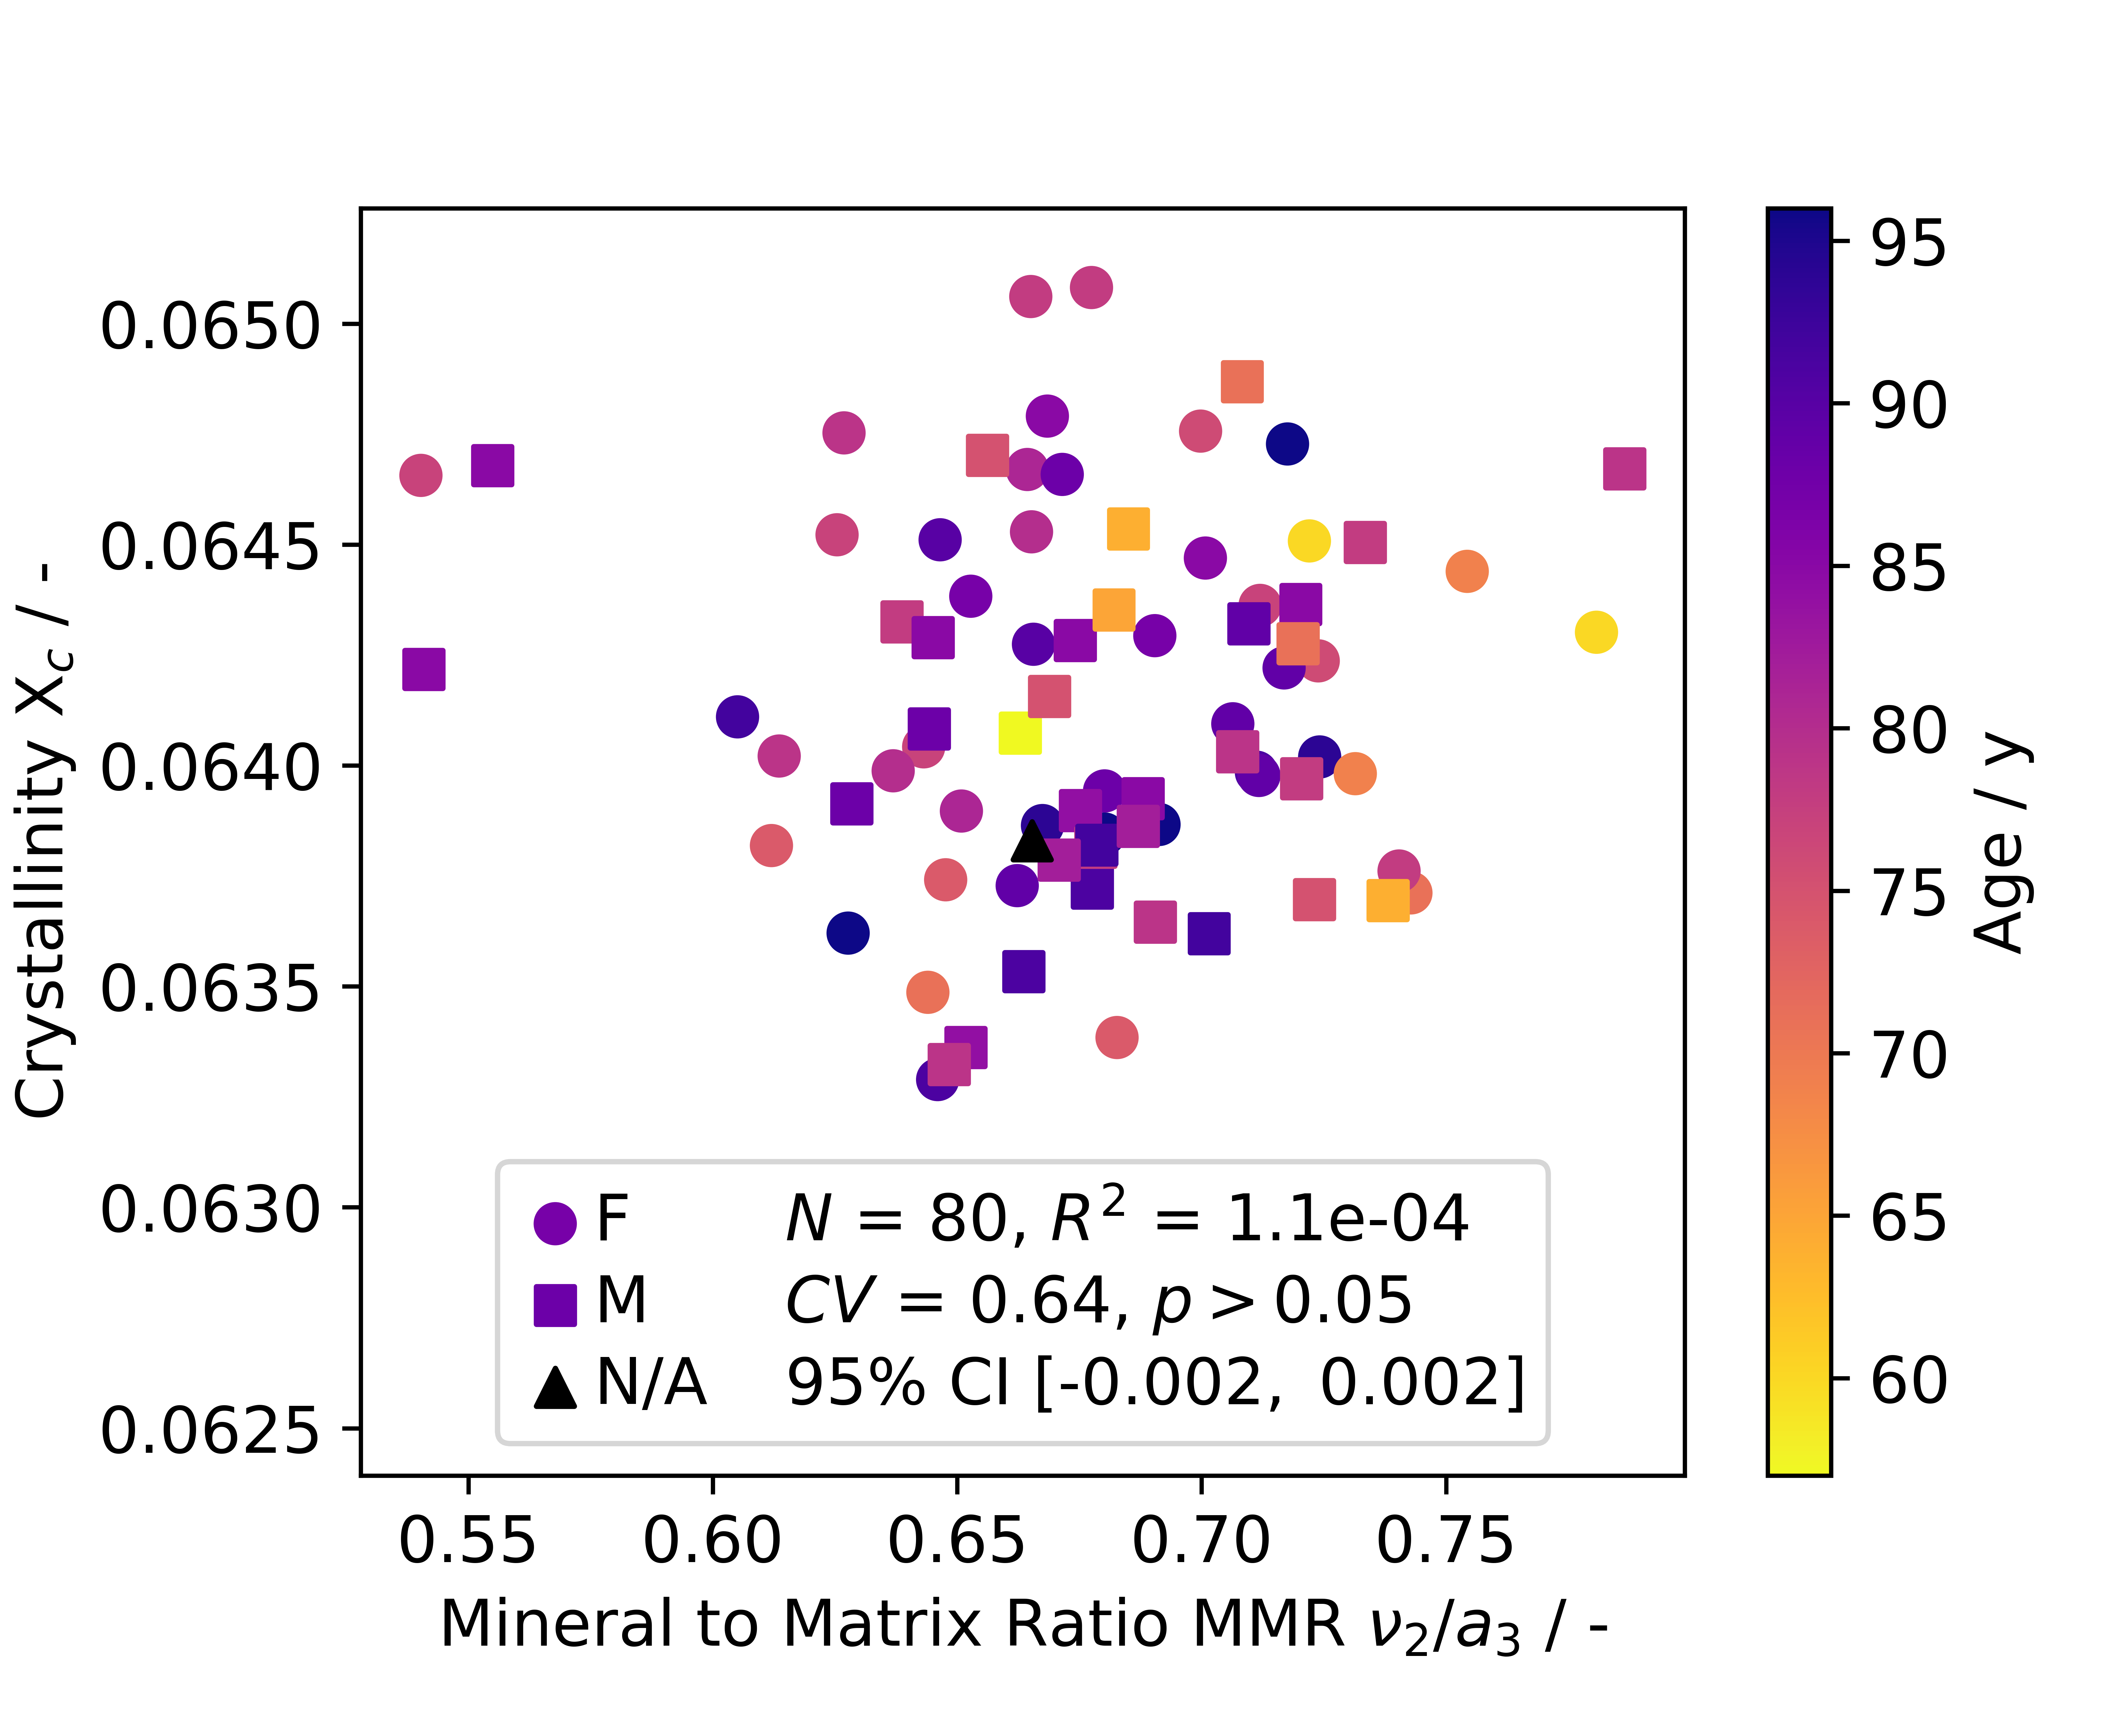 0.0650
0.0645
0.0640
0.0635
0.0630
0.0625
Crystallinity X_c / -
F N = 80, R² = 1.1e-04
M CV = 0.64, p > 0.05
N/A 95% CI [-0.002, 0.002]
0.55 0.60 0.65 0.70 0.75
Mineral to Matrix Ratio MMR ν₂/a₃ / -
95
90
85
80
75
70
65
60
Age / y